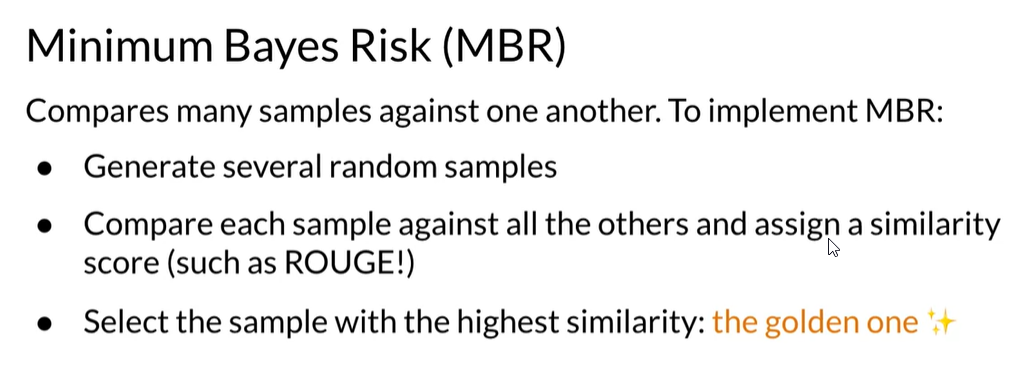 Minimum Bayes Risk (MBR)
Compares many samples against one another. To implement MBR:
● Generate several random samples
● Compare each sample against all the others and assign a similarity
score (such as ROUGE!)
● Select the sample with the highest similarity: the golden one ✨